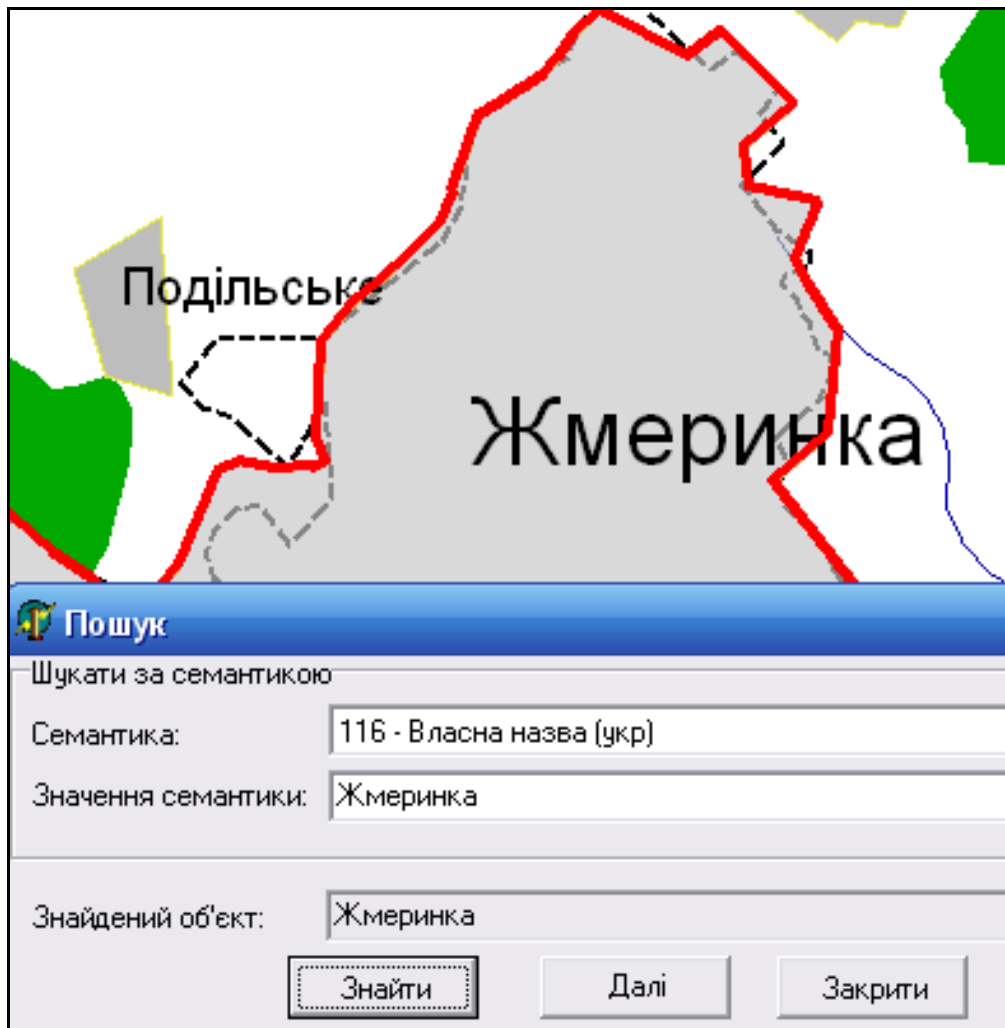 Подільське
Жмеринка
Пошук
Шукати за семантикою
Семантика: 116 - Власна назва (укр)
Значення семантики: Жмеринка
Знайдений об'єкт: Жмеринка
Знайти Далі Закрити